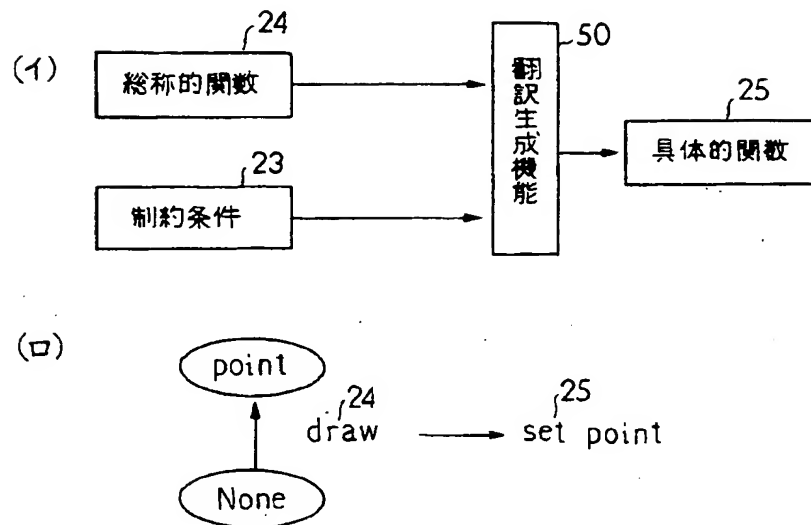 (イ)
24
総称的関数
23
制約条件
50
翻訳生成機能
25
具体的関数
(ロ)
point
24
draw
25
set point
None